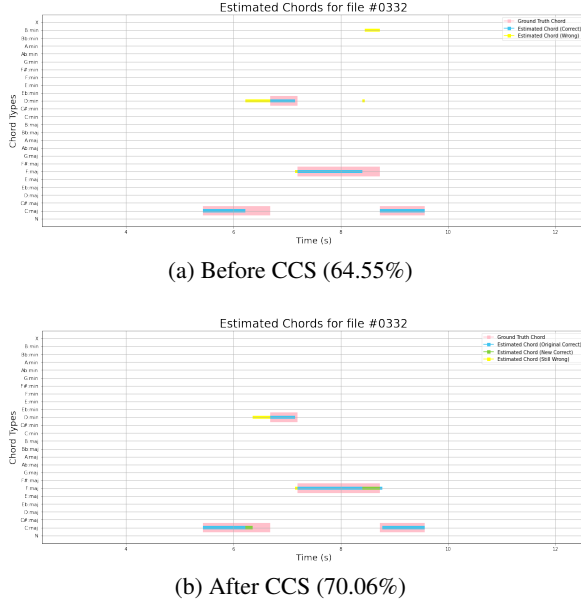 Estimated Chords for file #0332
Ground Truth Chord
Estimated Chord (Correct)
Estimated Chord (Wrong)
Chord Types
X
B min
Bb min
A min
Ab min
G min
F# min
F min
E min
Eb min
D min
C# min
C min
B maj
Bb maj
A maj
Ab maj
G maj
F# maj
F maj
E maj
Eb maj
D maj
C# maj
C maj
N
4 6 8 10 12
Time (s)
(a) Before CCS (64.55%)
Estimated Chords for file #0332
Ground Truth Chord
Estimated Chord (Original Correct)
Estimated Chord (New Correct)
Estimated Chord (Still Wrong)
Chord Types
X
B min
Bb min
A min
Ab min
G min
F# min
F min
E min
Eb min
D min
C# min
C min
B maj
Bb maj
A maj
Ab maj
G maj
F# maj
F maj
E maj
Eb maj
D maj
C# maj
C maj
N
4 6 8 10 12
Time (s)
(b) After CCS (70.06%)